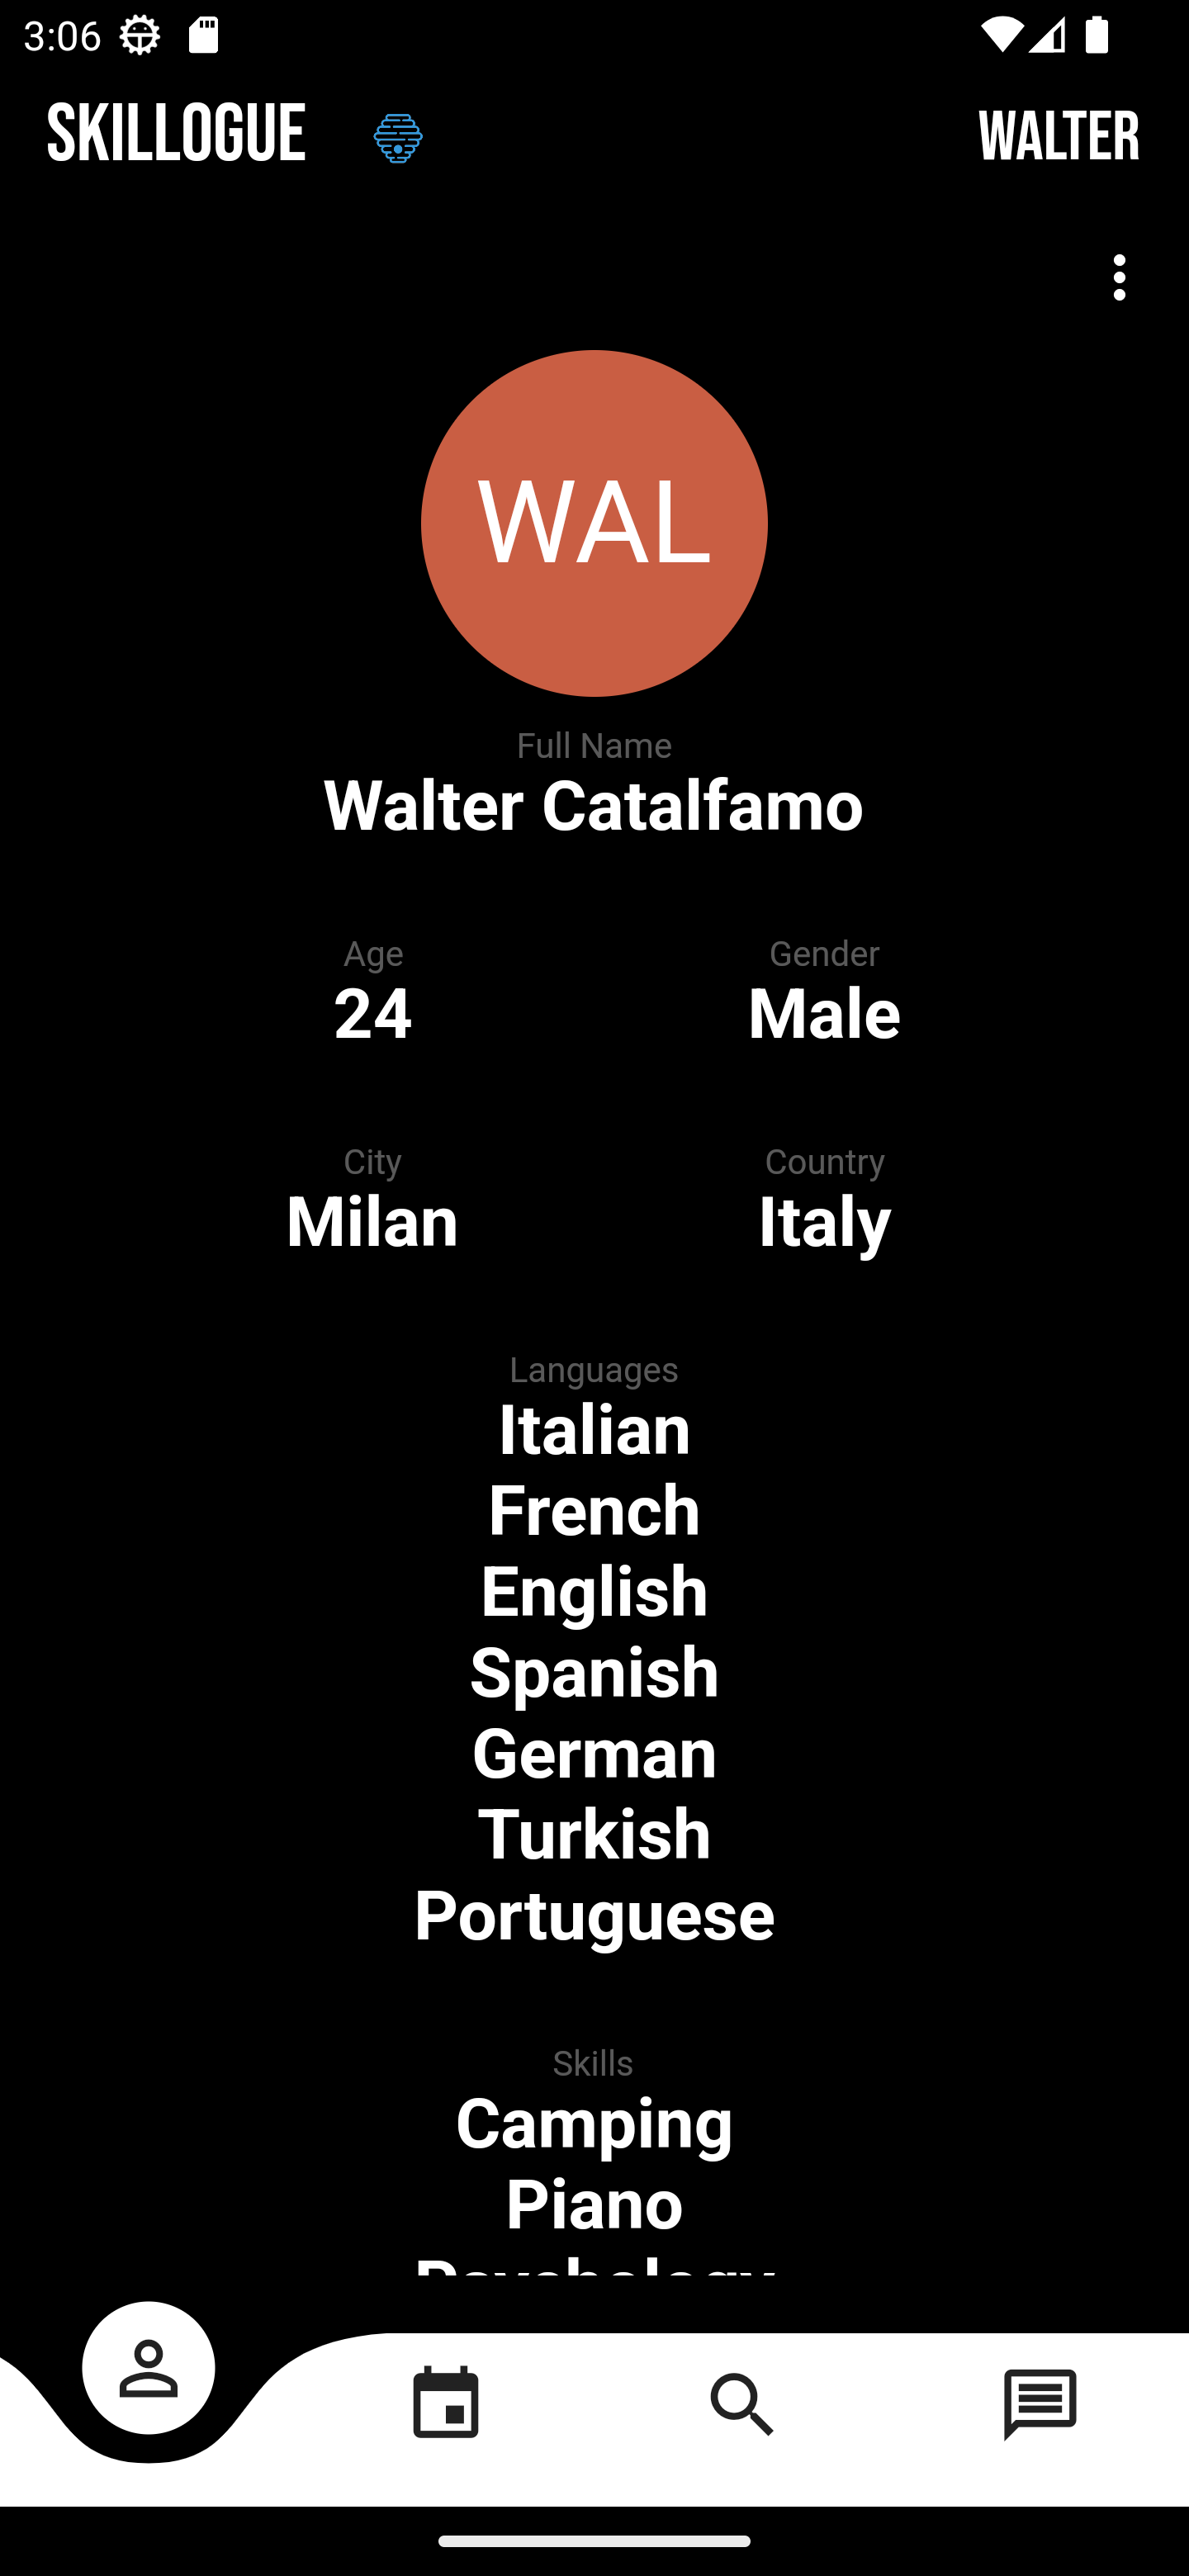 3:06
SKILLOGUE
WALTER
WAL
Full Name
Walter Catalfamo
Age
Gender
24
Male
City
Country
Milan
Italy
Languages
Italian
French
English
Spanish
German
Turkish
Portuguese
Skills
Camping
Piano
Psychology